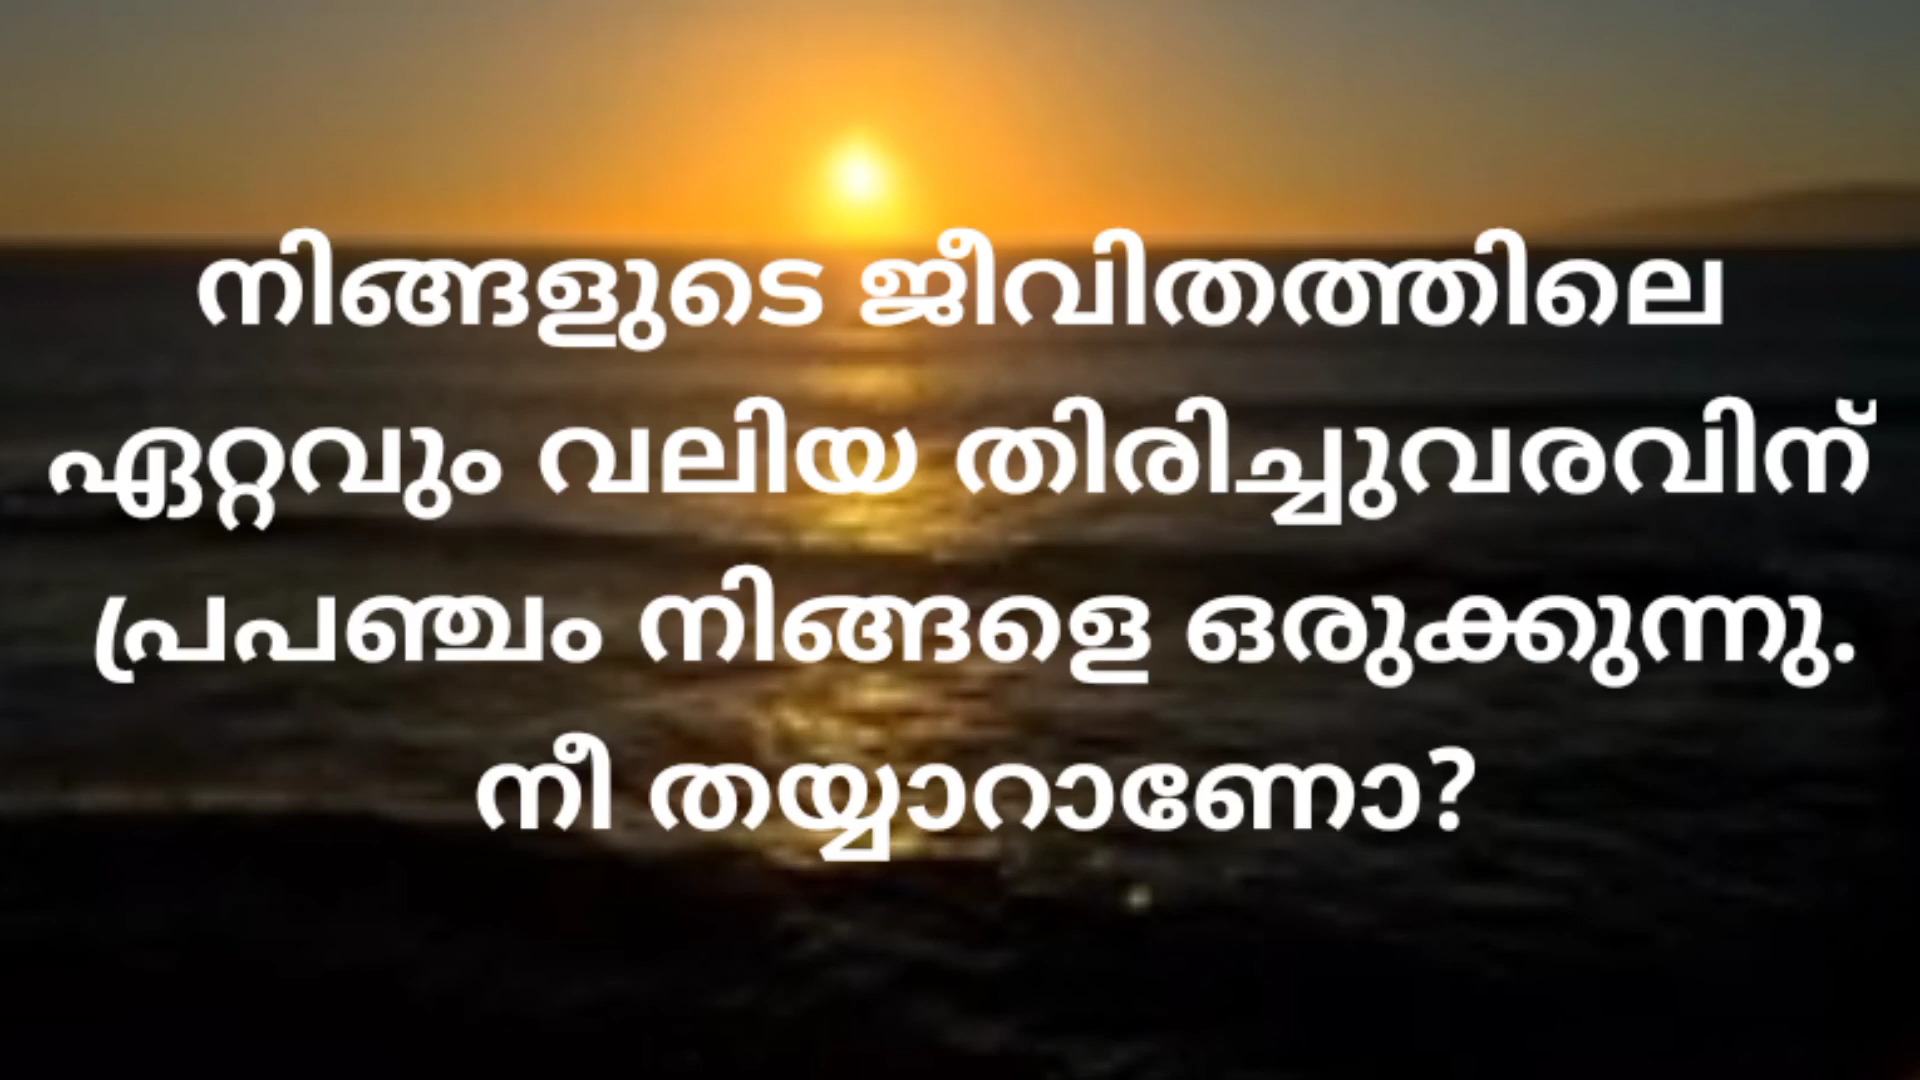 നിങ്ങളുടെ ജീവിതത്തിലെ
ഏറ്റവും വലിയ തിരിച്ചുവരവിന്
പ്രപഞ്ചം നിങ്ങളെ ഒരുക്കുന്നു.
നീ തയ്യാറാണോ?